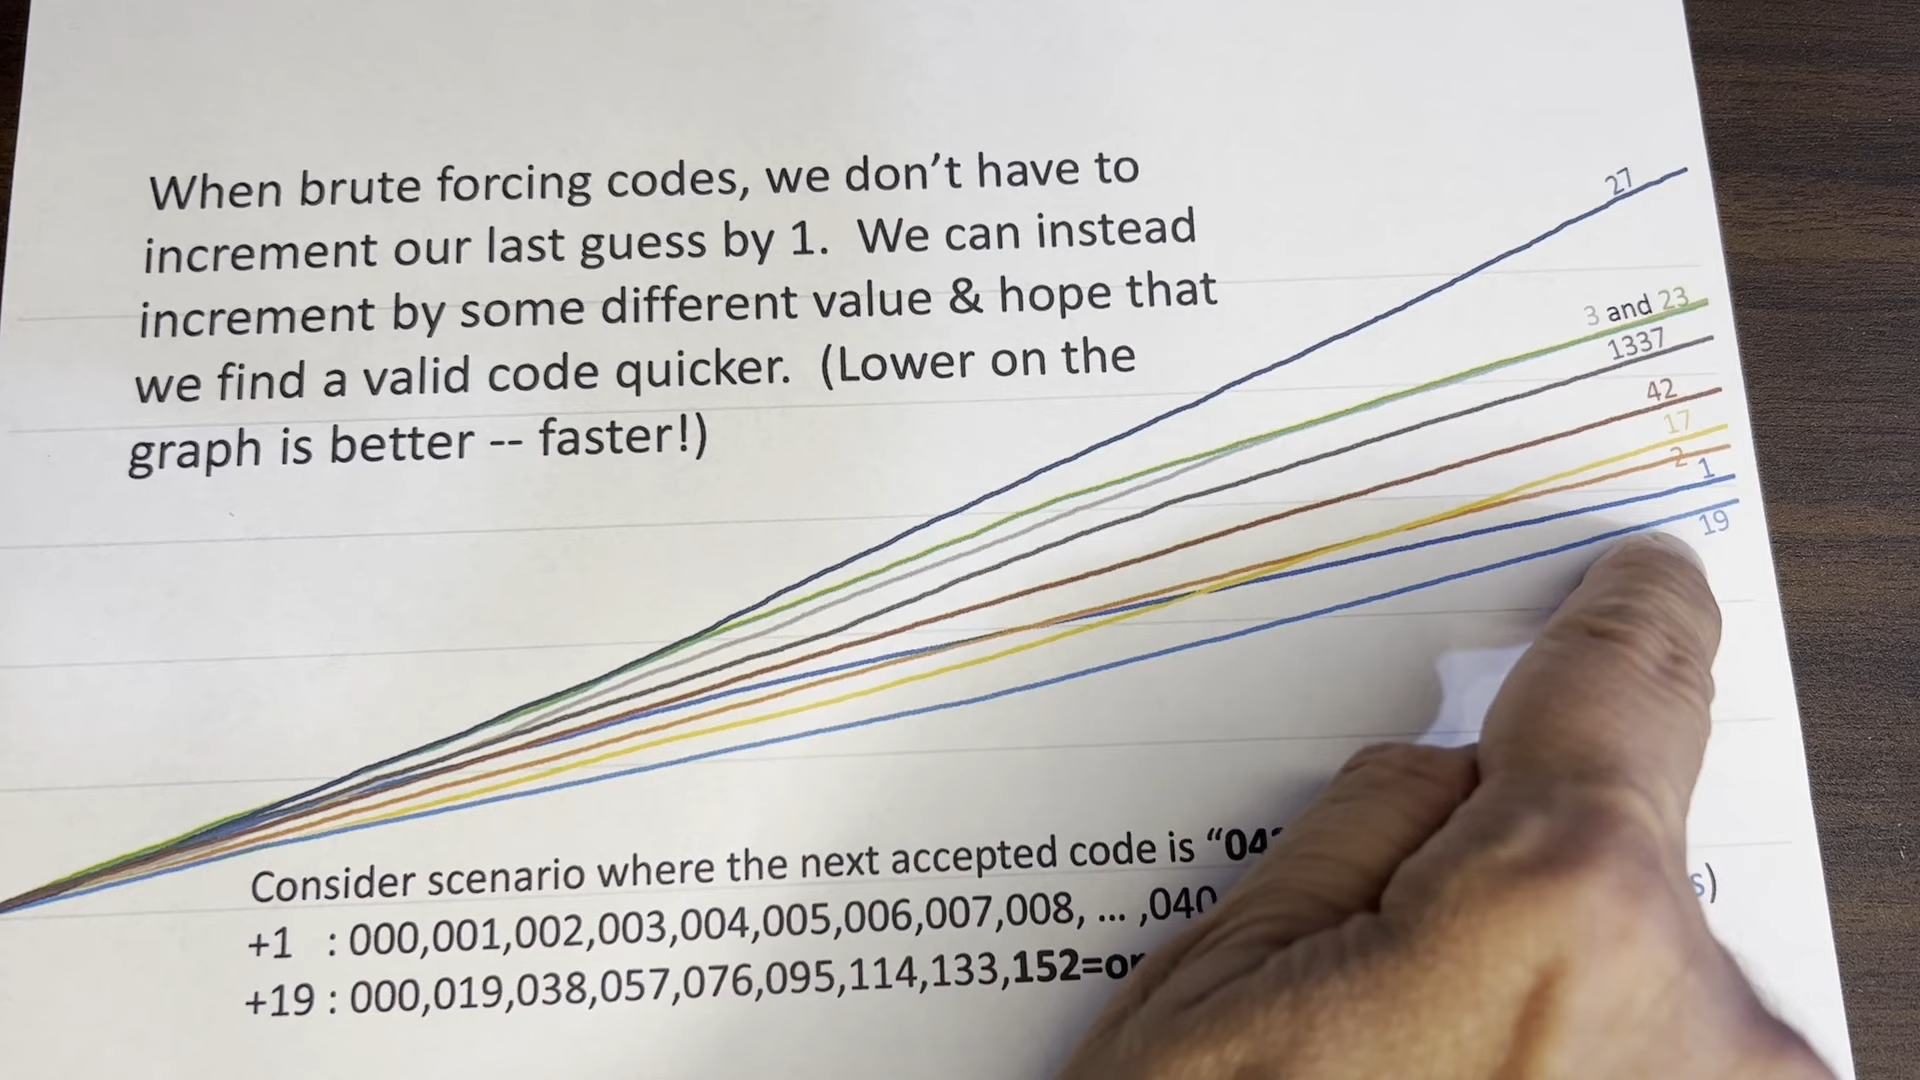 When brute forcing codes, we don’t have to
increment our last guess by 1.  We can instead
increment by some different value & hope that
we find a valid code quicker.  (Lower on the
graph is better -- faster!)
27
3 and 23
1337
42
17
2
1
19
Consider scenario where the next accepted code is “04
+1   : 000,001,002,003,004,005,006,007,008, ... ,040
s)
+19 : 000,019,038,057,076,095,114,133,152=